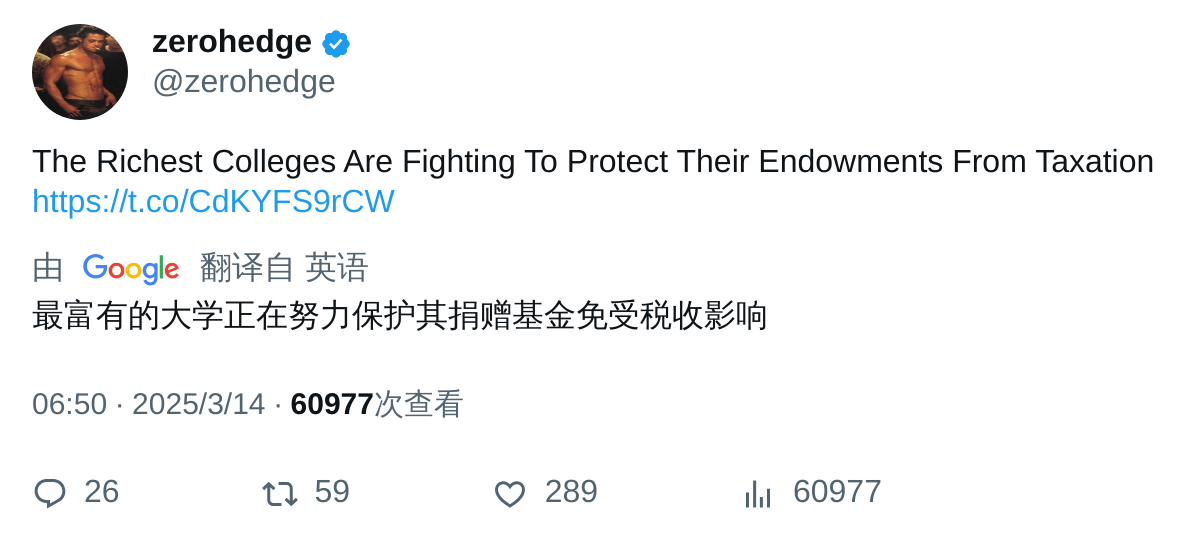 zerohedge
@zerohedge
The Richest Colleges Are Fighting To Protect Their Endowments From Taxation
https://t.co/CdKYFS9rCW
由 Google 翻译自 英语
最富有的大学正在努力保护其捐赠基金免受税收影响
06:50 · 2025/3/14 · 60977次查看
26 59 289 60977